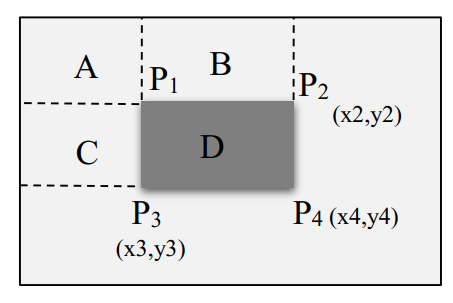 A
B
P₁
P₂
(x2,y2)
C
D
P₃
(x3,y3)
P₄ (x4,y4)